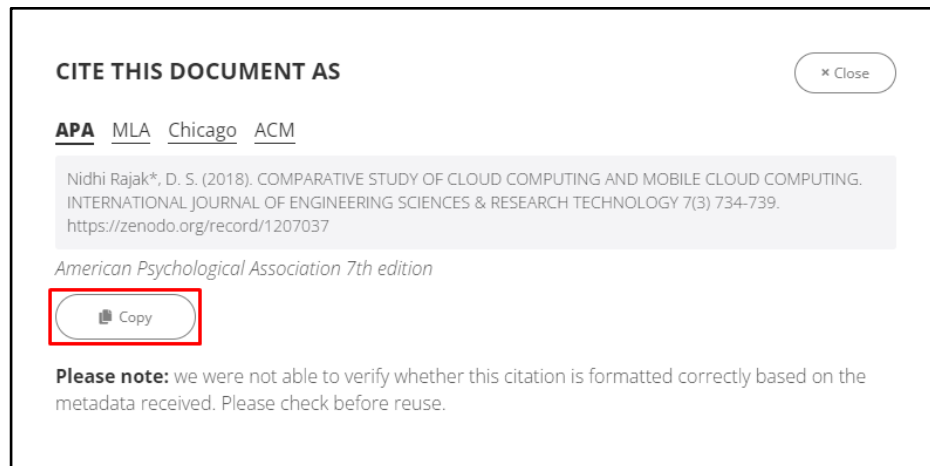 CITE THIS DOCUMENT AS
× Close
APA MLA Chicago ACM
Nidhi Rajak*, D. S. (2018). COMPARATIVE STUDY OF CLOUD COMPUTING AND MOBILE CLOUD COMPUTING.
INTERNATIONAL JOURNAL OF ENGINEERING SCIENCES & RESEARCH TECHNOLOGY 7(3) 734-739.
https://zenodo.org/record/1207037
American Psychological Association 7th edition
Copy
Please note: we were not able to verify whether this citation is formatted correctly based on the
metadata received. Please check before reuse.